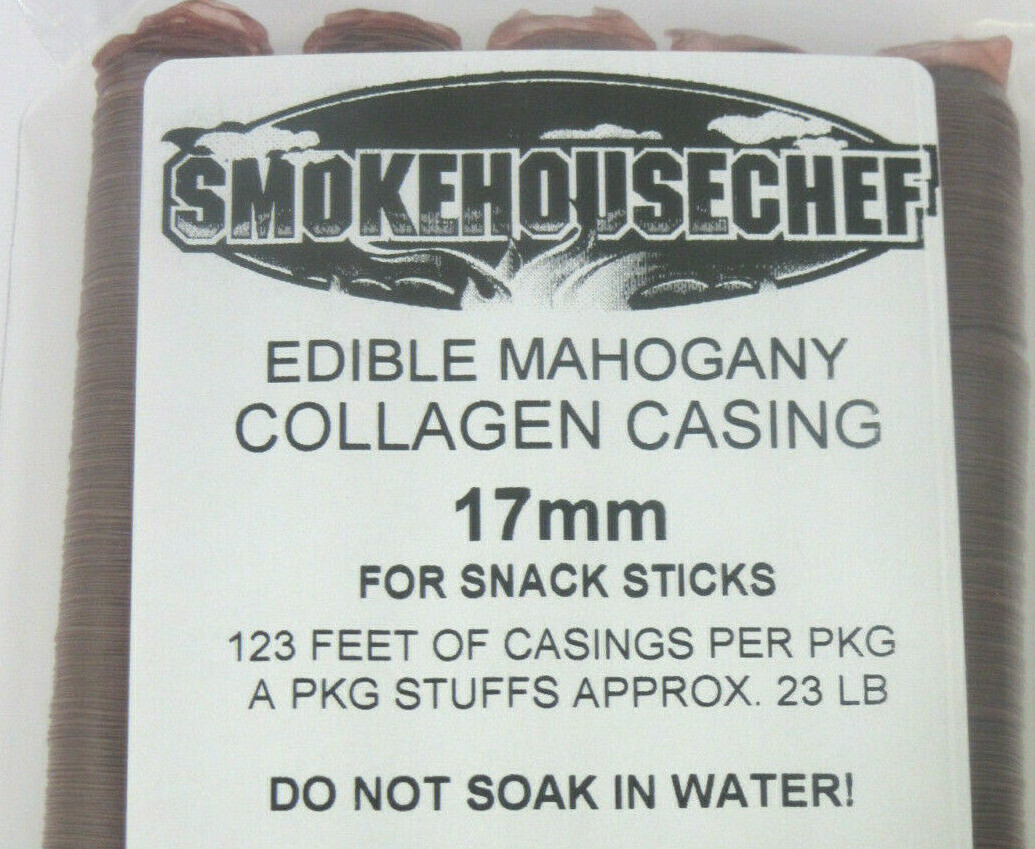 SMOKEHOUSECHEF
EDIBLE MAHOGANY
COLLAGEN CASING
17mm
FOR SNACK STICKS
123 FEET OF CASINGS PER PKG
A PKG STUFFS APPROX. 23 LB
DO NOT SOAK IN WATER!